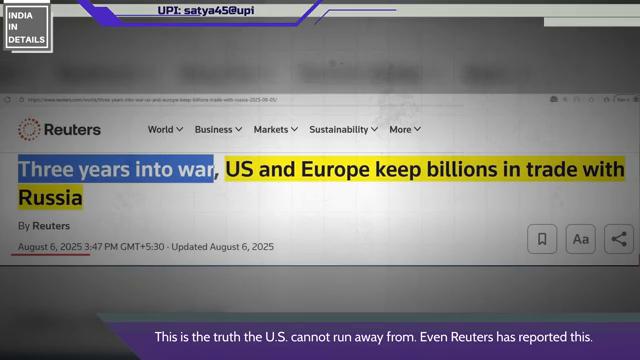 INDIA
IN
DETAILS
UPI: satya45@upi
https://www.reuters.com/world/three-years-into-war-us-and-europe-keep-billions-trade-with-russia-2025-08-05/
Reuters
World
Business
Markets
Sustainability
More
Three years into war, US and Europe keep billions in trade with
Russia
By Reuters
August 6, 2025 3:47 PM GMT+5:30 · Updated August 6, 2025
Aa
This is the truth the U.S. cannot run away from. Even Reuters has reported this.